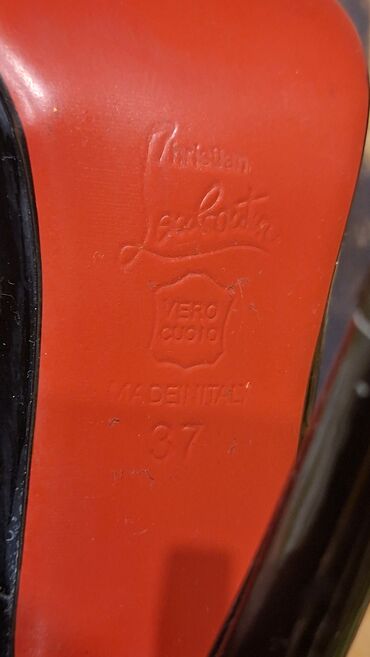 Christian
Louboutin
VERO
CUOIO
MADE IN ITALY
37